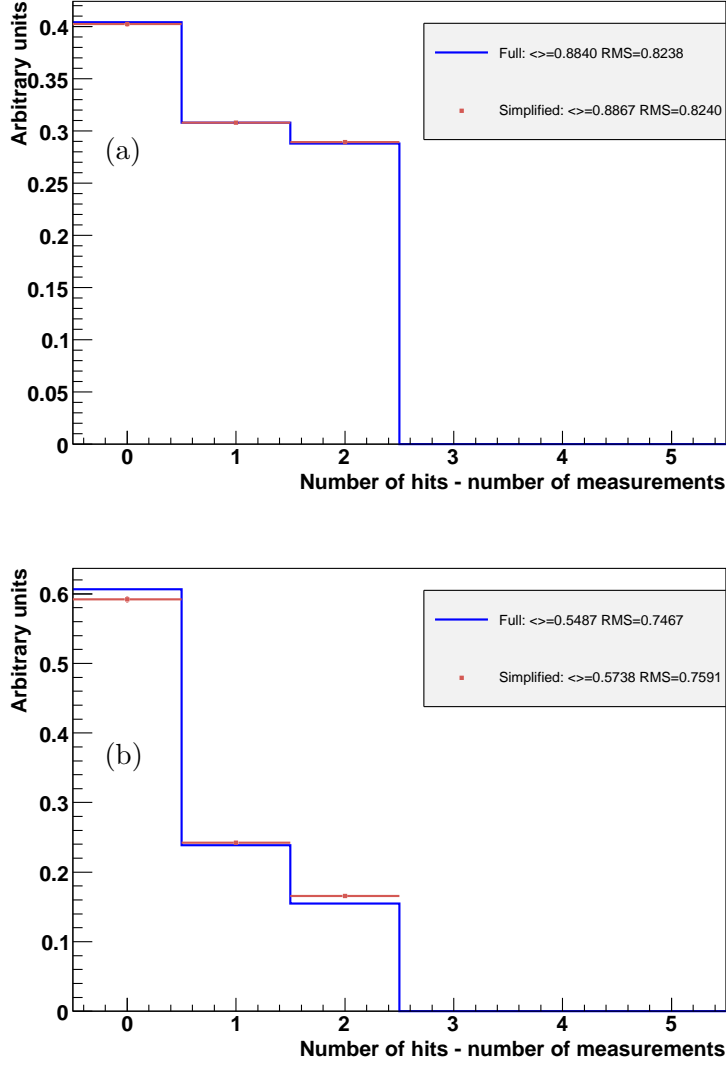 Arbitrary units
0.4
0.35
0.3
0.25
0.2
0.15
0.1
0.05
0
(a)
Full: <>=0.8840 RMS=0.8238
Simplified: <>=0.8867 RMS=0.8240
0 1 2 3 4 5
Number of hits - number of measurements
Arbitrary units
0.6
0.5
0.4
0.3
0.2
0.1
0
(b)
Full: <>=0.5487 RMS=0.7467
Simplified: <>=0.5738 RMS=0.7591
0 1 2 3 4 5
Number of hits - number of measurements